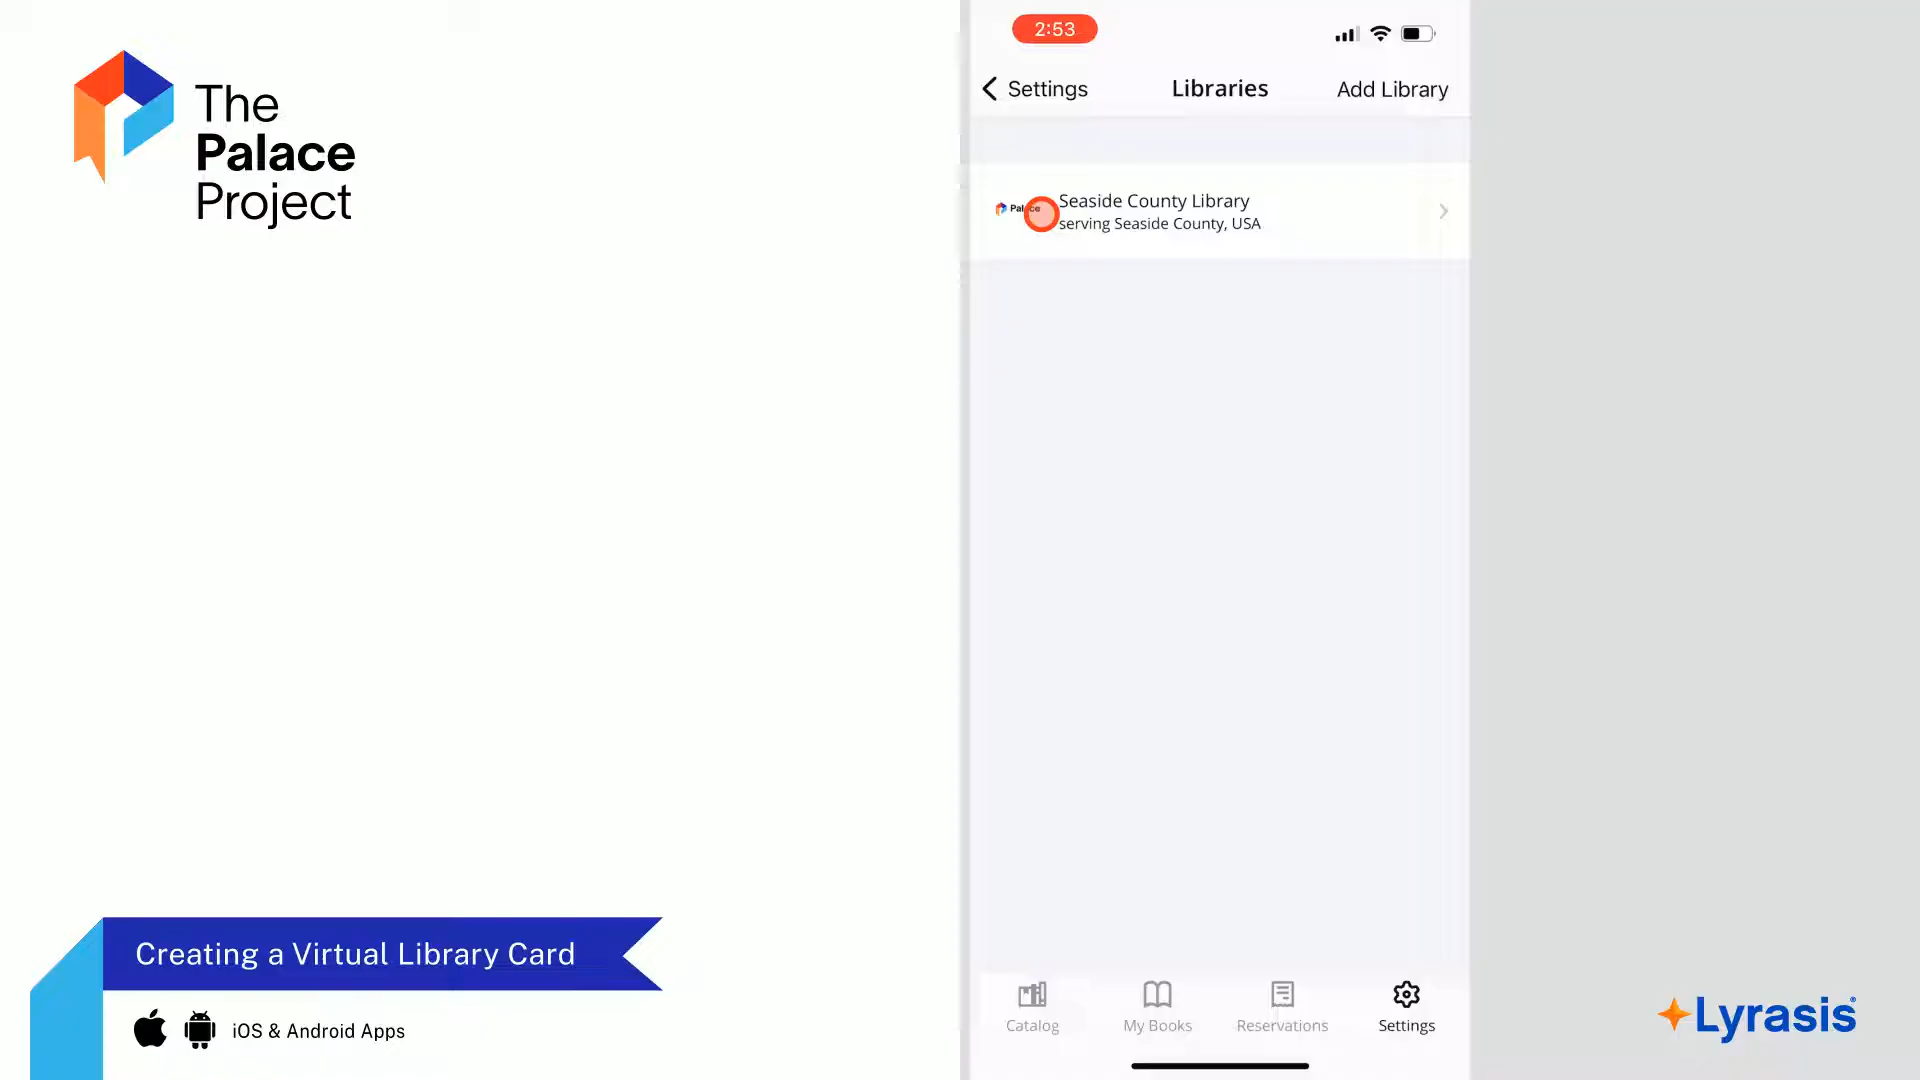 The
Palace
Project
2:53
Settings
Libraries
Add Library
Palace
Seaside County Library
serving Seaside County, USA
Creating a Virtual Library Card
iOS & Android Apps
Catalog
My Books
Reservations
Settings
Lyrasis